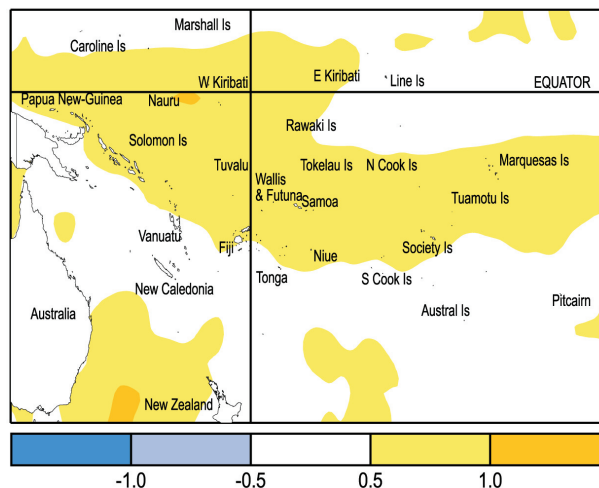 Marshall Is
Caroline Is
W Kiribati
E Kiribati
Line Is
EQUATOR
Papua New-Guinea
Nauru
Rawaki Is
Solomon Is
Tuvalu
Tokelau Is
N Cook Is
Marquesas Is
Wallis
& Futuna
Samoa
Tuamotu Is
Vanuatu
Fiji
Niue
Society Is
Tonga
S Cook Is
New Caledonia
Australia
Austral Is
Pitcairn
New Zealand
-1.0
-0.5
0.5
1.0